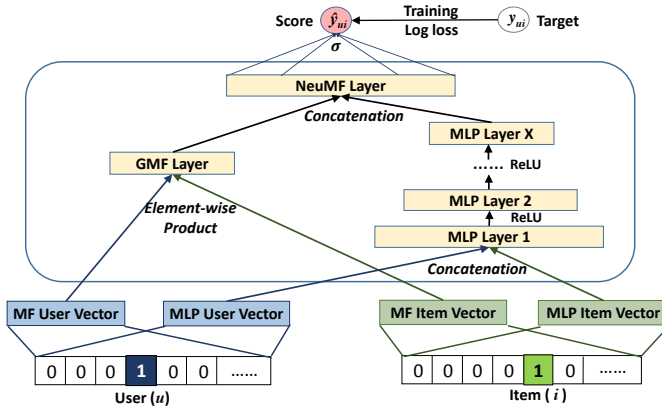 Score ŷui Training yui Target
Log loss
σ
NeuMF Layer
Concatenation
MLP Layer X
GMF Layer
...... ReLU
Element-wise
Product
MLP Layer 2
ReLU
MLP Layer 1
Concatenation
MF User Vector MLP User Vector MF Item Vector MLP Item Vector
0 0 0 1 0 0 ...... 0 0 0 0 1 0 ......
User (u) Item ( i )